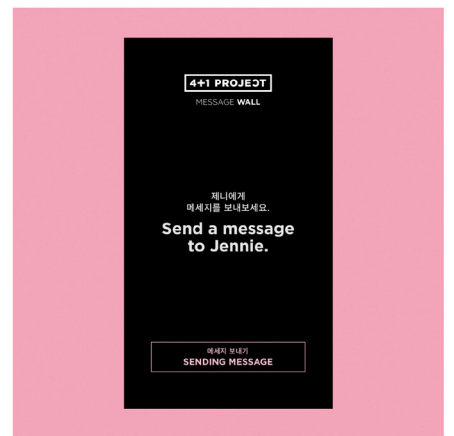 4+1 PROJECT
MESSAGE WALL
제니에게
메세지를 보내보세요.
Send a message
to Jennie.
메세지 보내기
SENDING MESSAGE